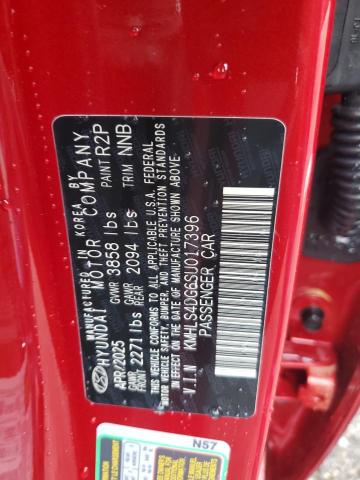 MANUFACTURED IN KOREA BY
HYUNDAI MOTOR COMPANY
PAINT R2P
APR/2025 GVWR 3858 lbs
TRIM NNB
GAWR FRONT 2271 lbs GAWR REAR 2094 lbs
THIS VEHICLE CONFORMS TO ALL APPLICABLE U.S.A. FEDERAL
MOTOR VEHICLE SAFETY, BUMPER, AND THEFT PREVENTION
STANDARDS IN EFFECT ON THE DATE OF MANUFACTURE SHOWN ABOVE.
V.I.N KMHLS4DG6SU017396
PASSENGER CAR
N57